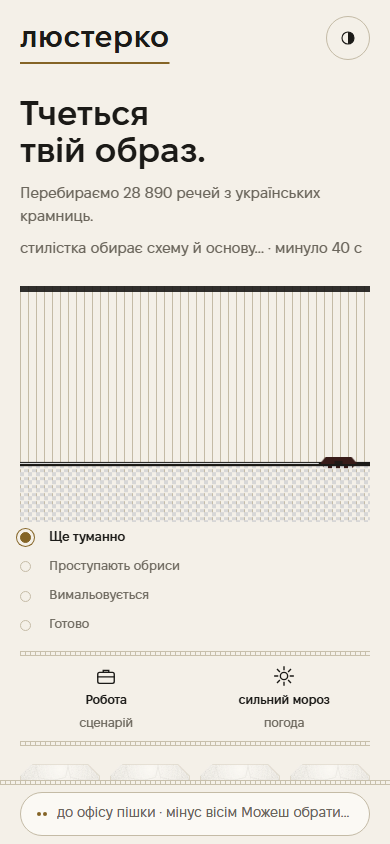 люстерко
Тчеться
твій образ.
Перебираємо 28 890 речей з українських
крамниць.
стилістка обирає схему й основу... · минуло 40 с
Ще туманно
Проступають обриси
Вимальовується
Готово
Робота
сценарій
сильний мороз
погода
до офісу пішки · мінус вісім Можеш обрати...